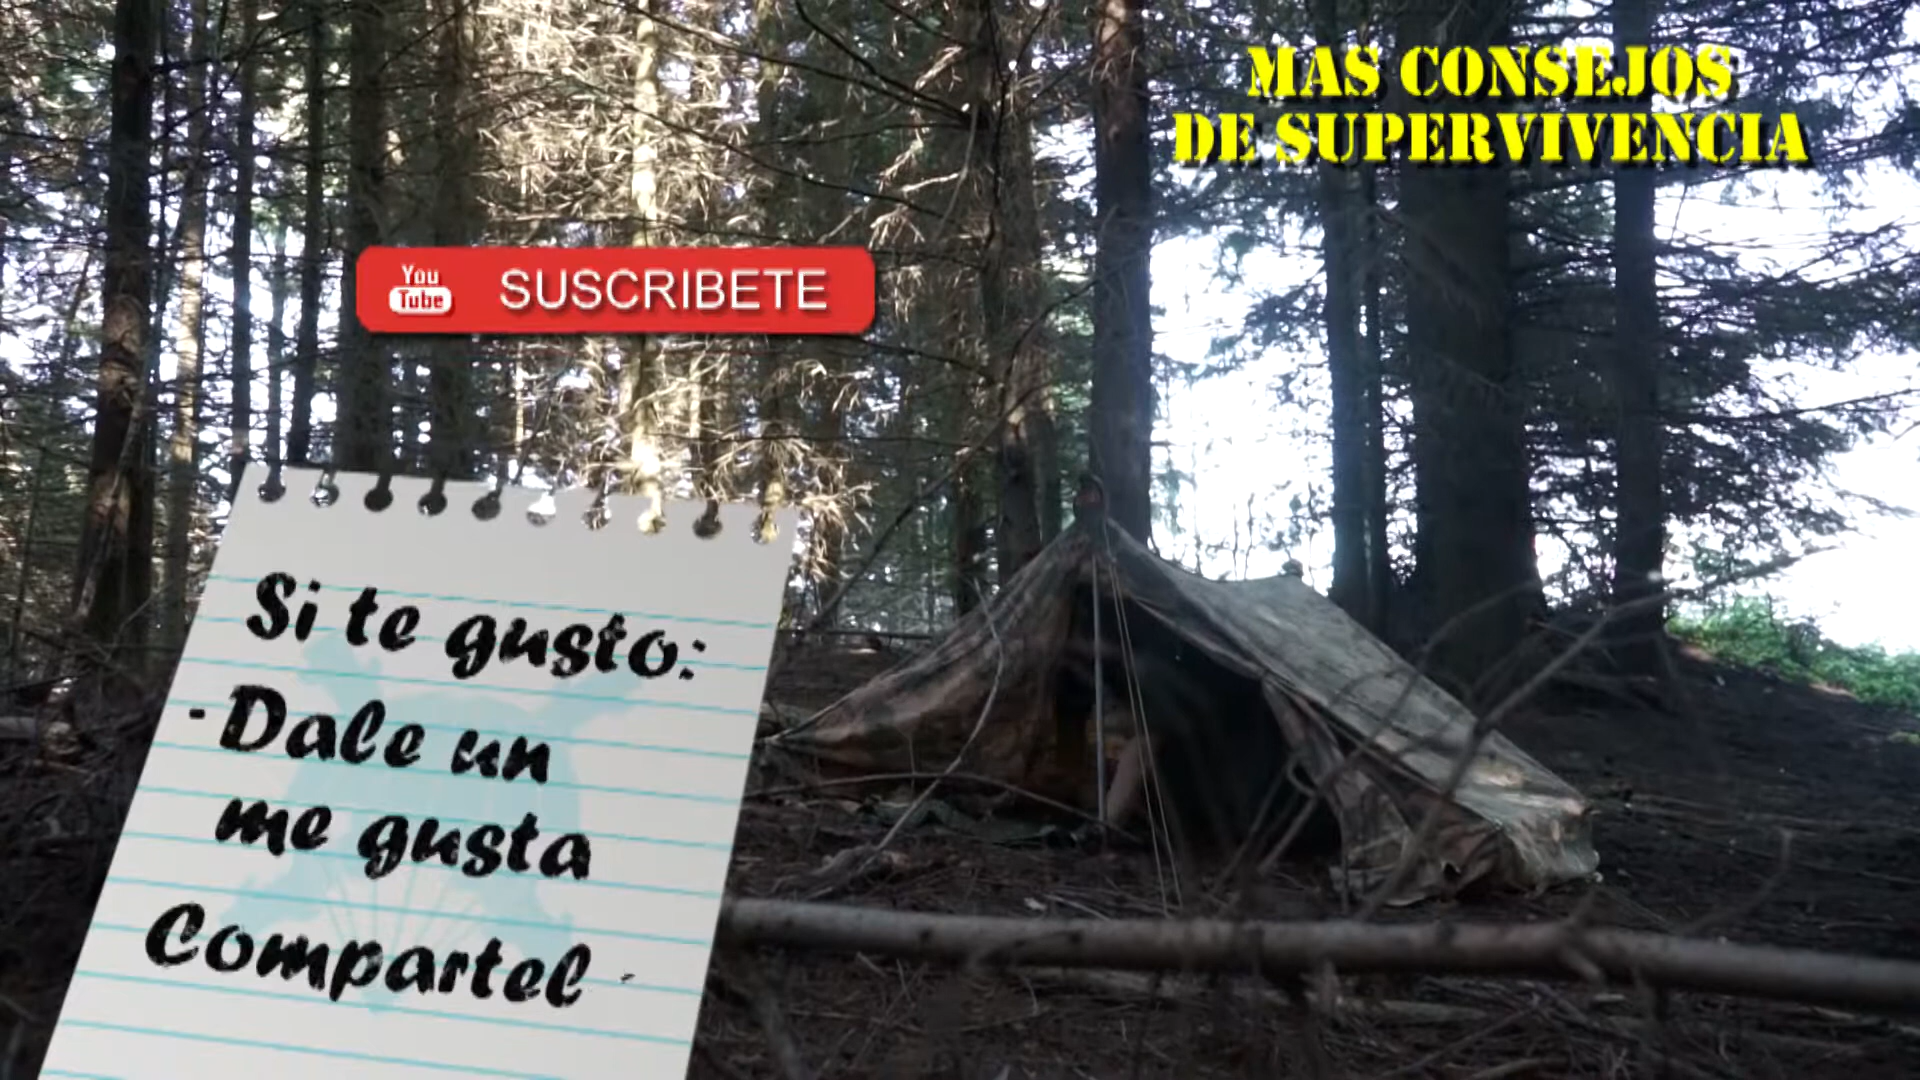 MAS CONSEJOS
DE SUPERVIVENCIA
You
Tube
SUSCRIBETE
Si te gusto:
-Dale un
me gusta
Compartel -